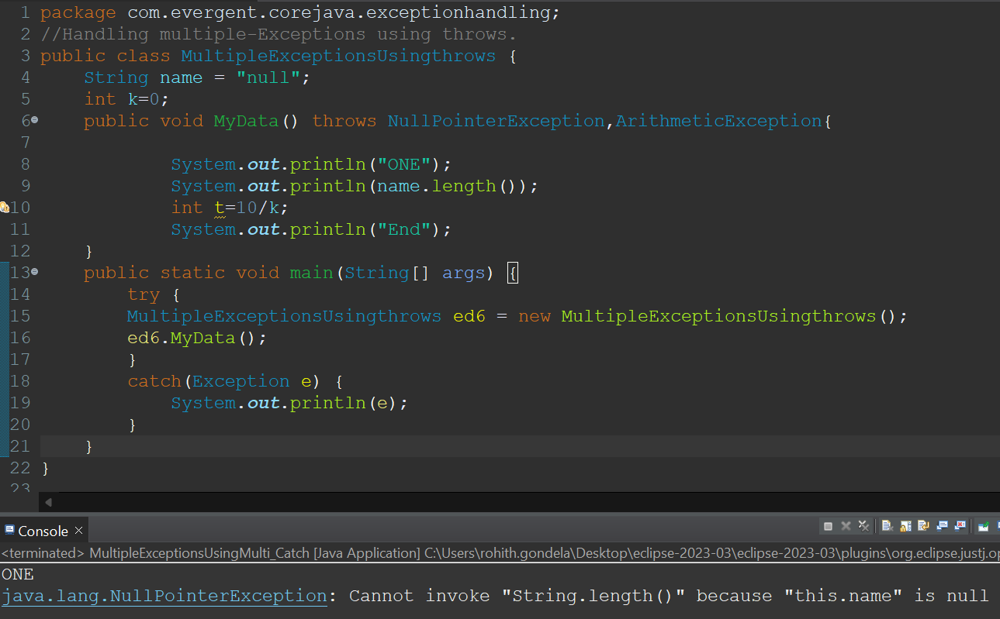 1 package com.evergent.corejava.exceptionhandling;
2 //Handling multiple-Exceptions using throws.
3 public class MultipleExceptionsUsingthrows {
4 String name = "null";
5 int k=0;
6 public void MyData() throws NullPointerException,ArithmeticException{
7
8 System.out.println("ONE");
9 System.out.println(name.length());
10 int t=10/k;
11 System.out.println("End");
12 }
13 public static void main(String[] args) {
14 try {
15 MultipleExceptionsUsingthrows ed6 = new MultipleExceptionsUsingthrows();
16 ed6.MyData();
17 }
18 catch(Exception e) {
19 System.out.println(e);
20 }
21 }
22 }
23
Console
<terminated> MultipleExceptionsUsingMulti_Catch [Java Application] C:\Users\rohith.gondela\Desktop\eclipse-2023-03\eclipse-2023-03\plugins\org.eclipse.justj.op
ONE
java.lang.NullPointerException: Cannot invoke "String.length()" because "this.name" is null